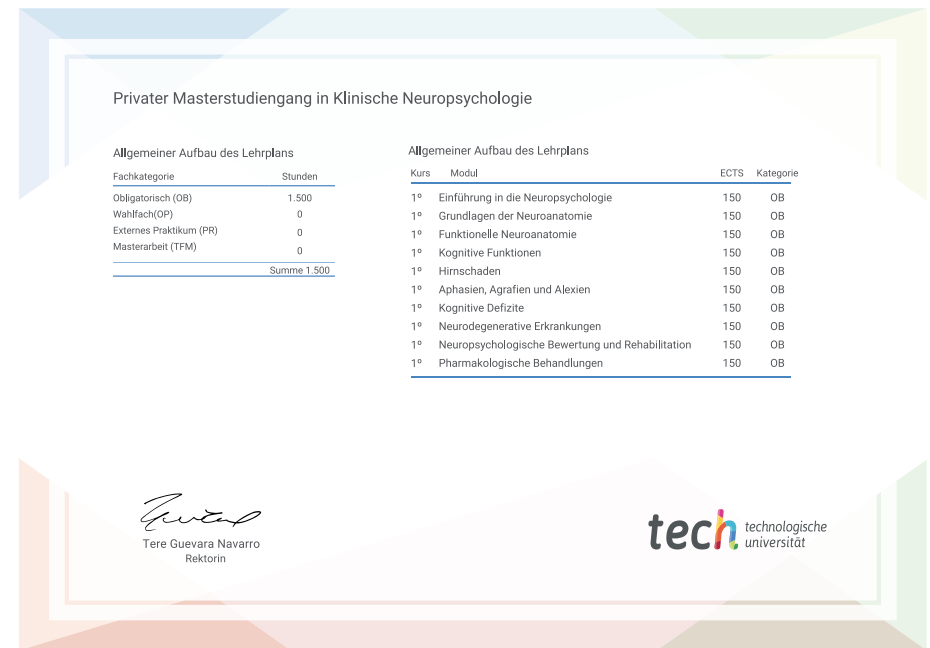 Privater Masterstudiengang in Klinische Neuropsychologie
Allgemeiner Aufbau des Lehrplans
Fachkategorie Stunden
Obligatorisch (OB) 1.500
Wahlfach(OP) 0
Externes Praktikum (PR) 0
Masterarbeit (TFM) 0
Summe 1.500
Allgemeiner Aufbau des Lehrplans
Kurs Modul ECTS Kategorie
1º Einführung in die Neuropsychologie 150 OB
1º Grundlagen der Neuroanatomie 150 OB
1º Funktionelle Neuroanatomie 150 OB
1º Kognitive Funktionen 150 OB
1º Hirnschaden 150 OB
1º Aphasien, Agrafien und Alexien 150 OB
1º Kognitive Defizite 150 OB
1º Neurodegenerative Erkrankungen 150 OB
1º Neuropsychologische Bewertung und Rehabilitation 150 OB
1º Pharmakologische Behandlungen 150 OB
Tere Guevara Navarro
Rektorin
tech technologische
universität